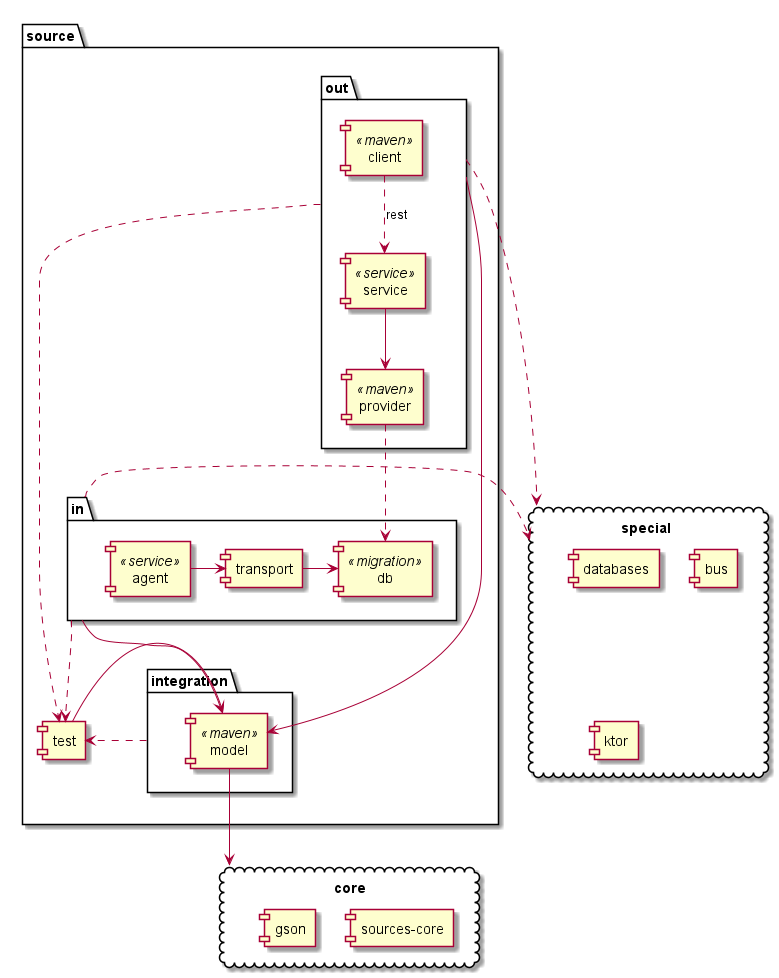 source
out
«maven»
client
rest
«service»
service
«maven»
provider
in
«service»
agent
transport
«migration»
db
special
databases
bus
ktor
integration
test
«maven»
model
core
gson
sources-core